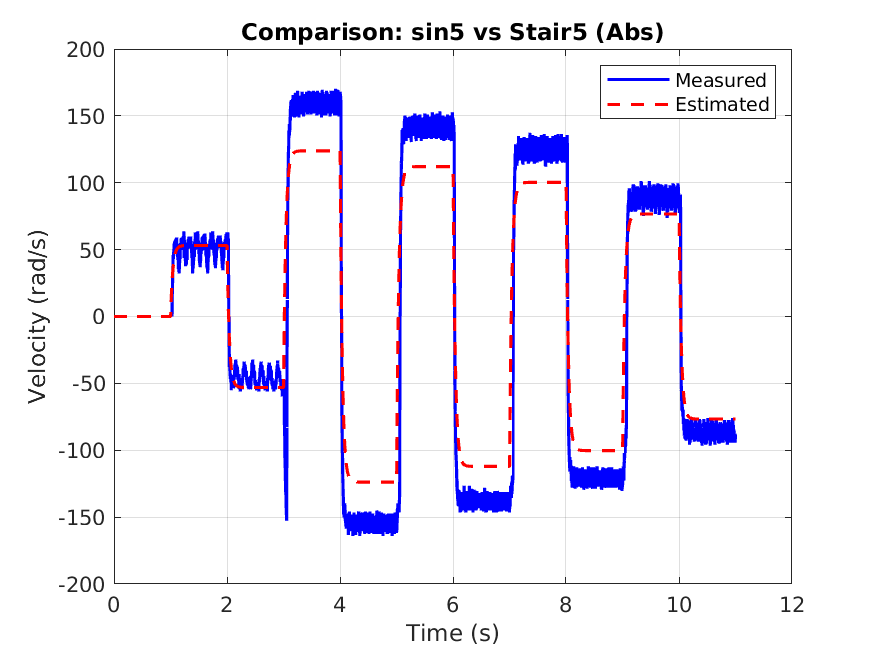 Comparison: sin5 vs Stair5 (Abs)
200
150
100
50
0
-50
-100
-150
-200
Velocity (rad/s)
Measured
Estimated
0 2 4 6 8 10 12
Time (s)